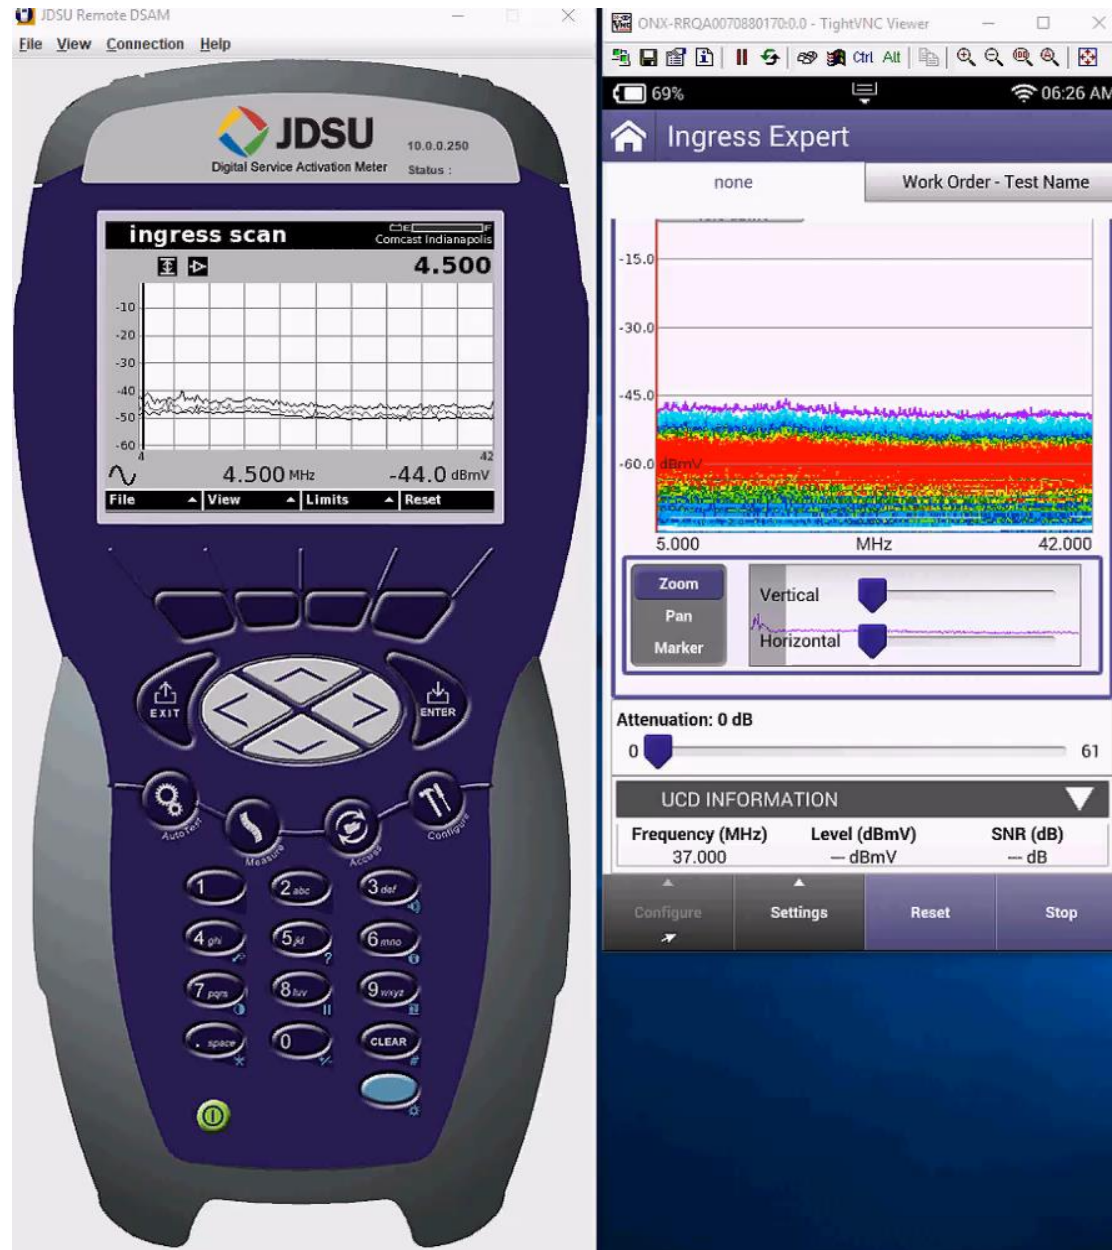 JDSU Remote DSAM
File View Connection Help
JDSU
Digital Service Activation Meter
10.0.0.250
Status :
ingress scan
E F
Comcast Indianapolis
4.500
-10
-20
-30
-40
-50
-60
4 42
4.500 MHz -44.0 dBmV
File View Limits Reset
EXIT
ENTER
AutoTest
Measure
Access
Configure
1 2 abc 3 def
4 ghi 5 jkl 6 mno
?
7 pqrs 8 tuv 9 wxyz
. space 0 CLEAR
* +/- #
ONX-RRQA0070880170:0.0 - TightVNC Viewer
Ctrl Alt
69% 06:26 AM
Ingress Expert
none Work Order - Test Name
-15.0
-30.0
-45.0
-60.0 dBmV
5.000 MHz 42.000
Zoom
Pan
Marker
Vertical
Horizontal
Attenuation: 0 dB
0 61
UCD INFORMATION
Frequency (MHz) Level (dBmV) SNR (dB)
37.000 --- dBmV --- dB
Configure Settings Reset Stop